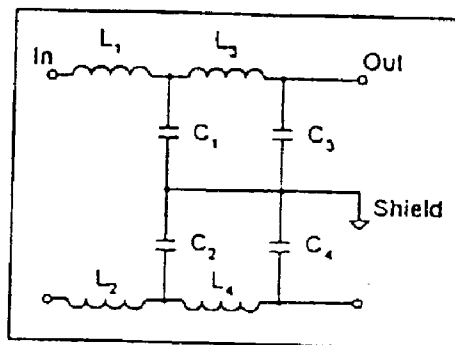 L₁ L₃
In Out
C₁ C₃
Shield
C₂ C₄
L₂ L₄